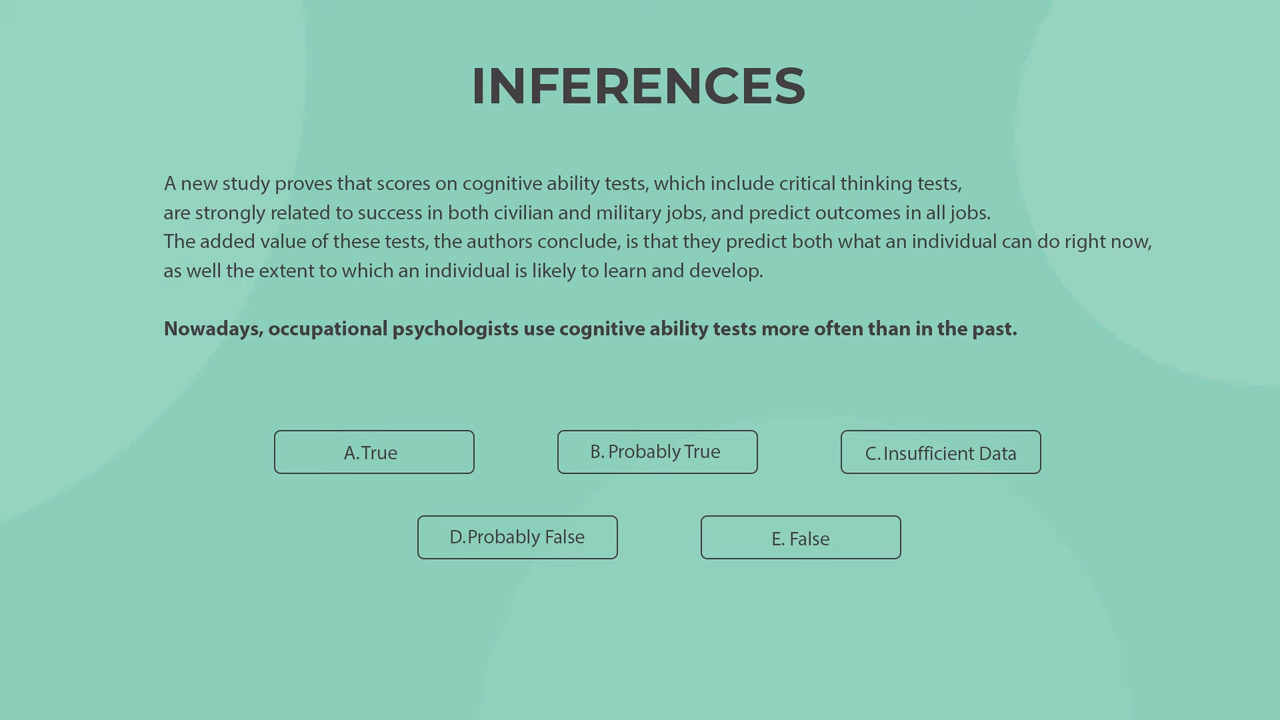 INFERENCES
A new study proves that scores on cognitive ability tests, which include critical thinking tests,
are strongly related to success in both civilian and military jobs, and predict outcomes in all jobs.
The added value of these tests, the authors conclude, is that they predict both what an individual can do right now,
as well the extent to which an individual is likely to learn and develop.
Nowadays, occupational psychologists use cognitive ability tests more often than in the past.
A. True
B. Probably True
C. Insufficient Data
D. Probably False
E. False